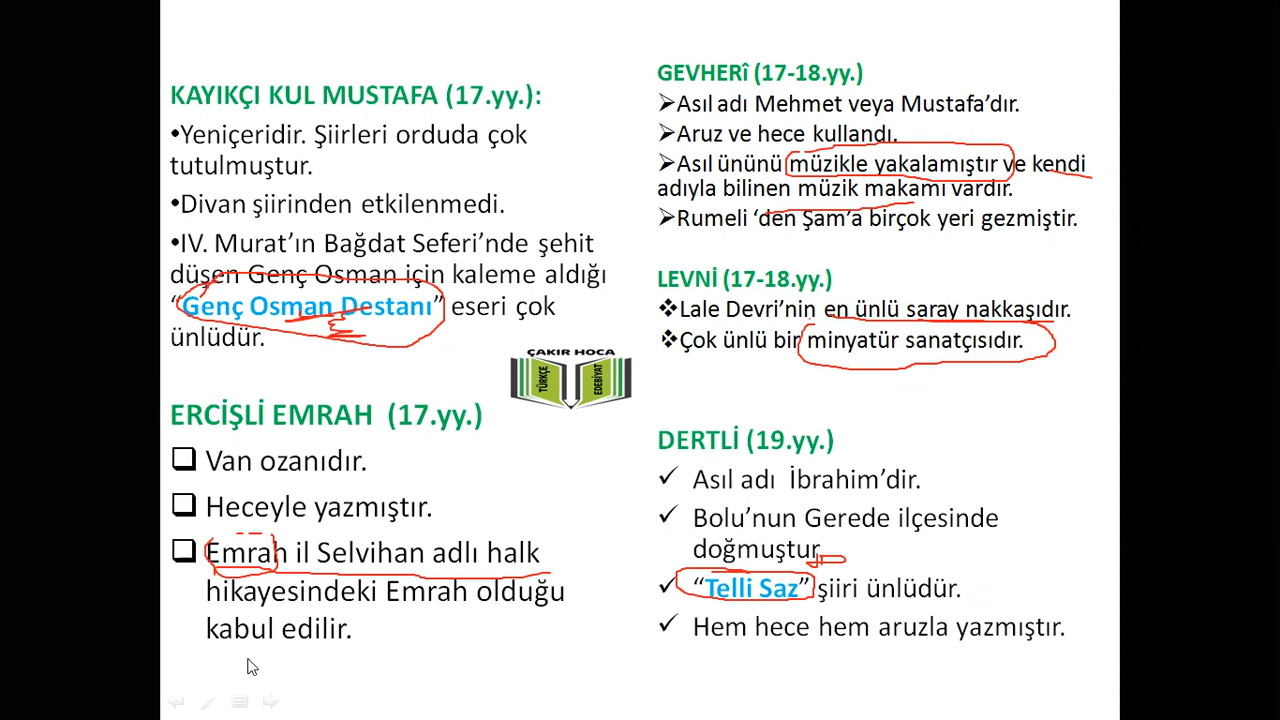 KAYIKÇI KUL MUSTAFA (17.yy.):
•Yeniçeridir. Şiirleri orduda çok
tutulmuştur.
•Divan şiirinden etkilenmedi.
•IV. Murat’ın Bağdat Seferi’nde şehit
düşen Genç Osman için kaleme aldığı
“Genç Osman Destanı” eseri çok
ünlüdür.
ERCİŞLİ EMRAH (17.yy.)
❑ Van ozanıdır.
❑ Heceyle yazmıştır.
❑ Emrah il Selvihan adlı halk
hikayesindeki Emrah olduğu
kabul edilir.
ÇAKIR HOCA
TÜRKÇE
EDEBİYAT
GEVHERî (17-18.yy.)
➢Asıl adı Mehmet veya Mustafa’dır.
➢Aruz ve hece kullandı.
➢Asıl ününü müzikle yakalamıştır ve kendi
adıyla bilinen müzik makamı vardır.
➢Rumeli ‘den Şam’a birçok yeri gezmiştir.
LEVNİ (17-18.yy.)
❖Lale Devri’nin en ünlü saray nakkaşıdır.
❖Çok ünlü bir minyatür sanatçısıdır.
DERTLİ (19.yy.)
✓ Asıl adı İbrahim’dir.
✓ Bolu’nun Gerede ilçesinde
doğmuştur.
✓ “Telli Saz” şiiri ünlüdür.
✓ Hem hece hem aruzla yazmıştır.